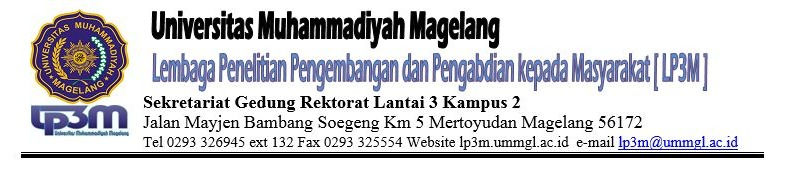 Universitas Muhammadiyah Magelang
Lembaga Penelitian Pengembangan dan Pengabdian kepada Masyarakat [ LP3M ]
Sekretariat Gedung Rektorat Lantai 3 Kampus 2
Jalan Mayjen Bambang Soegeng Km 5 Mertoyudan Magelang 56172
Tel 0293 326945 ext 132 Fax 0293 325554 Website lp3m.ummgl.ac.id e-mail lp3m@ummgl.ac.id
UNIVERSITAS MUHAMMADIYAH
MAGELANG
Lp3m
Universitas Muhammadiyah Magelang